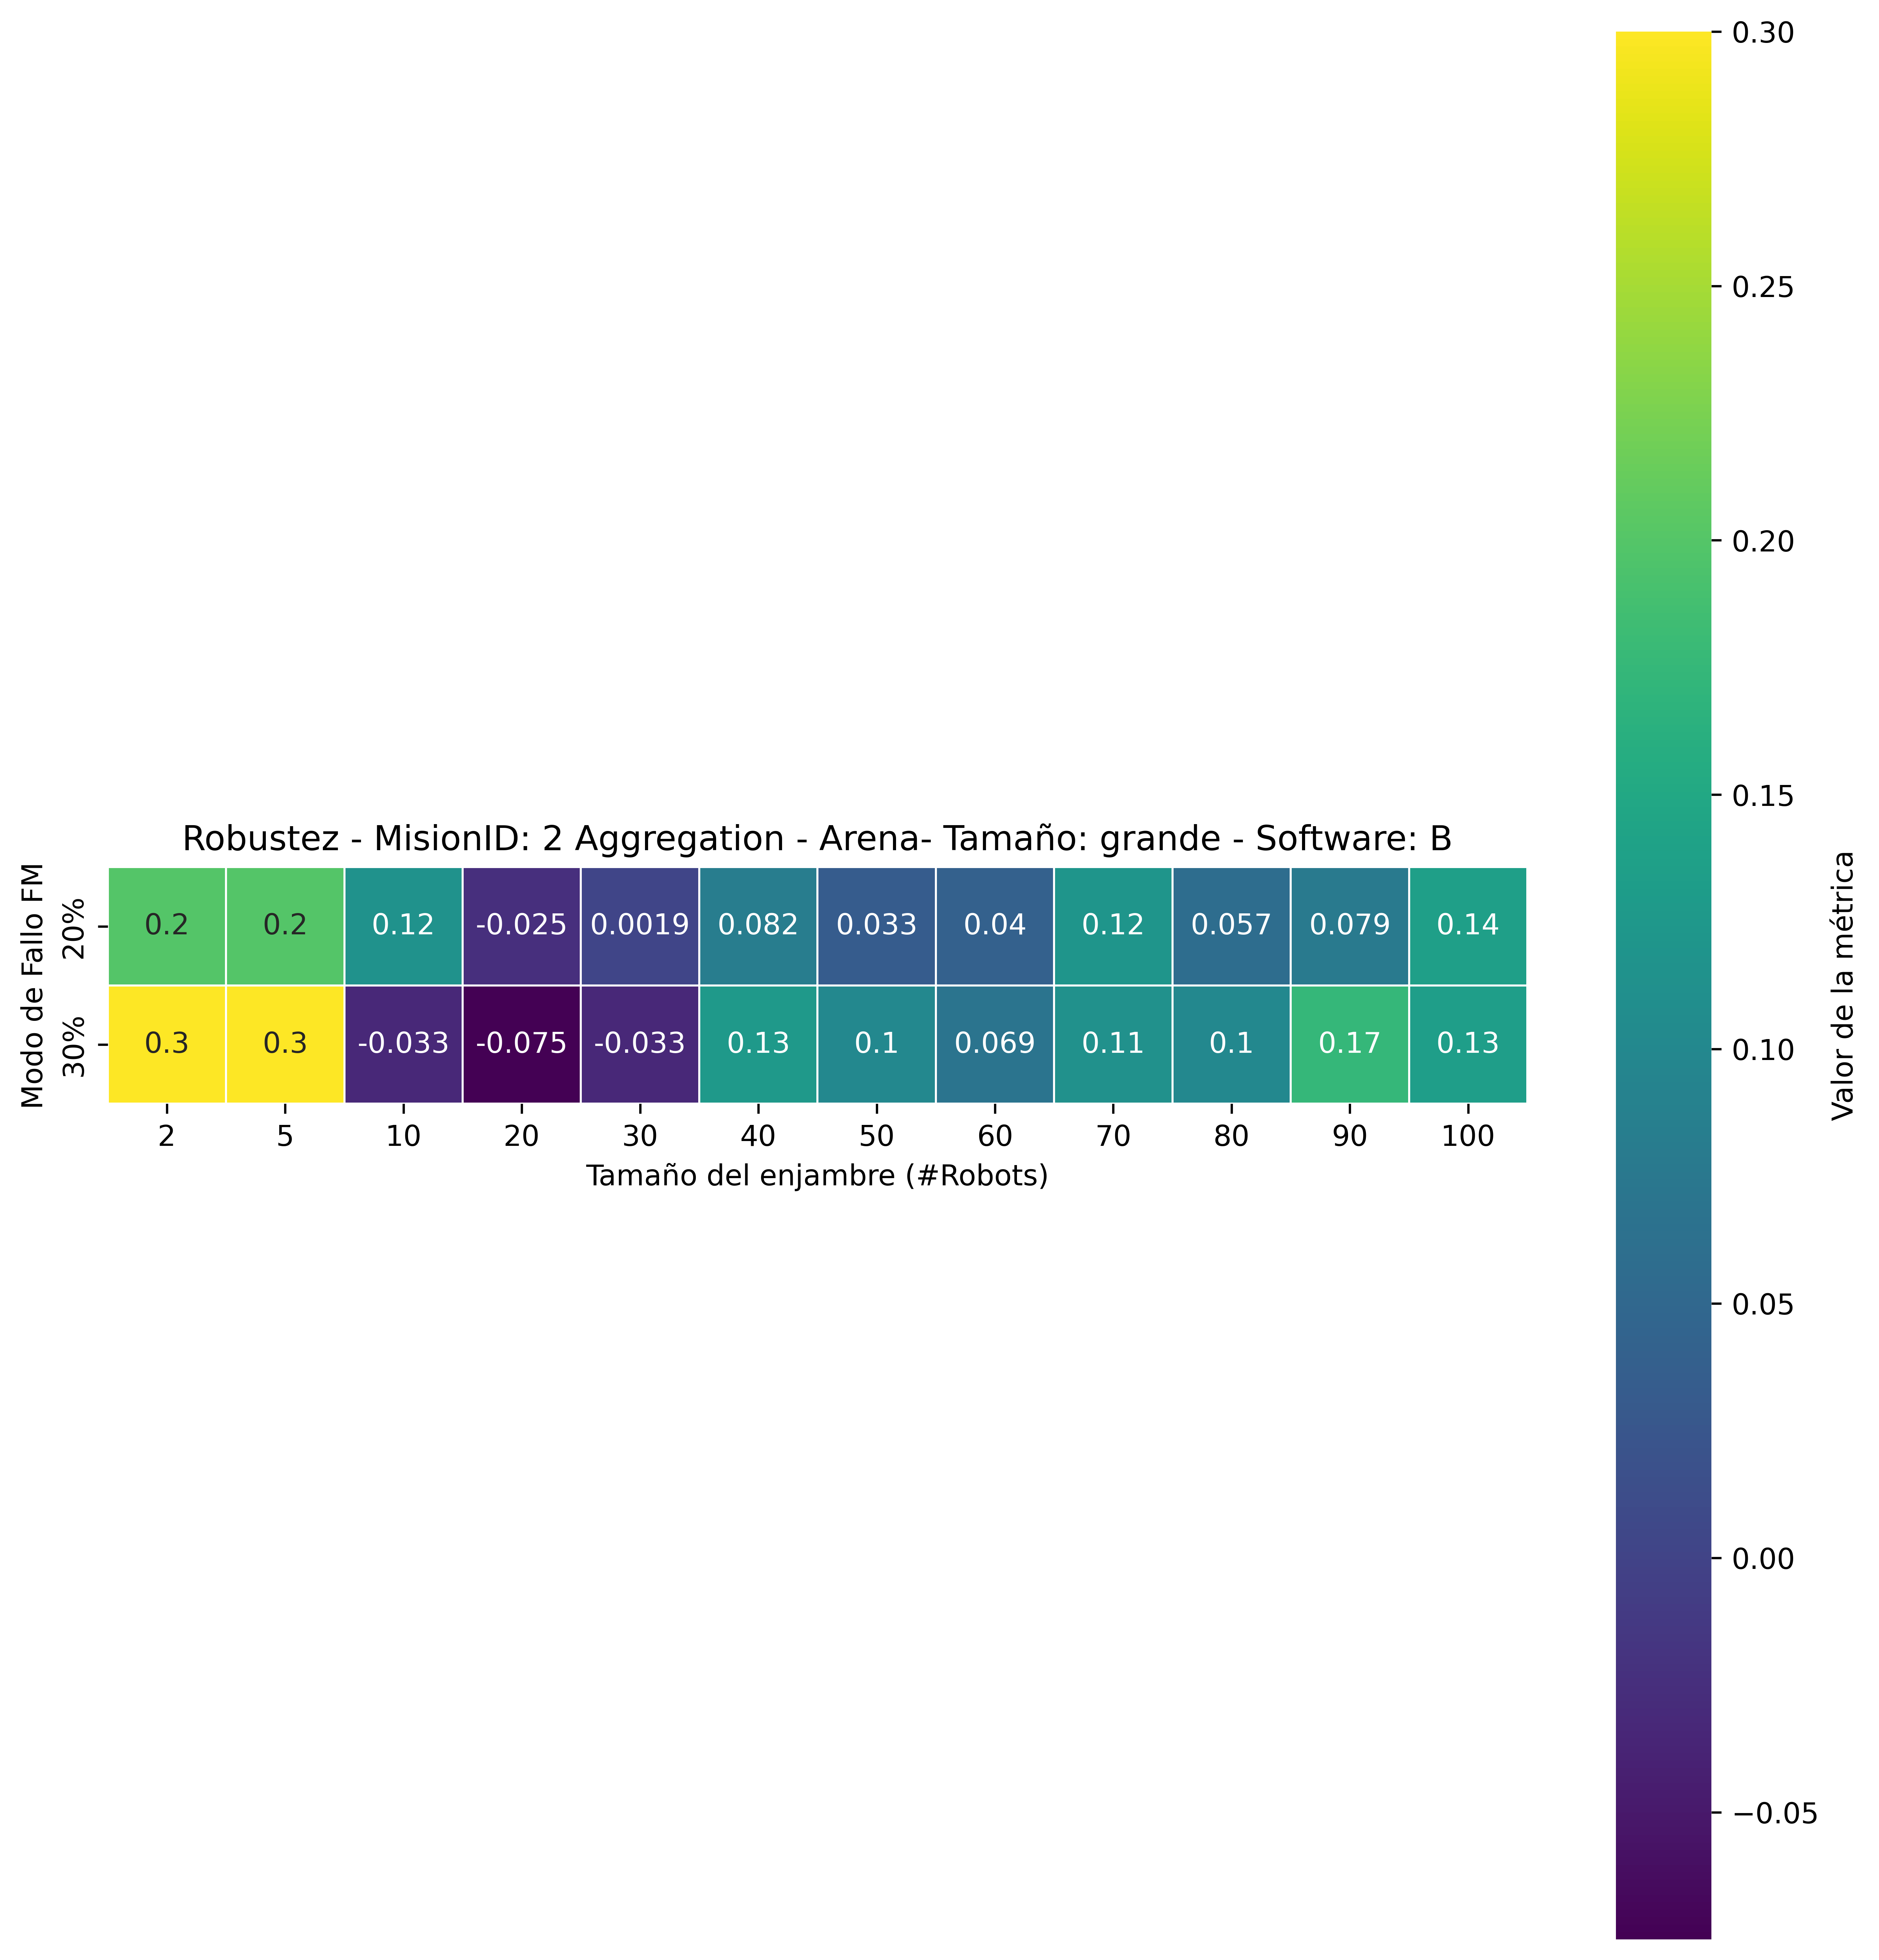 Robustez - MisionID: 2 Aggregation - Arena- Tamaño: grande - Software: B
Modo de Fallo FM
20%
0.2 0.2 0.12 -0.025 0.0019 0.082 0.033 0.04 0.12 0.057 0.079 0.14
30%
0.3 0.3 -0.033 -0.075 -0.033 0.13 0.1 0.069 0.11 0.1 0.17 0.13
2 5 10 20 30 40 50 60 70 80 90 100
Tamaño del enjambre (#Robots)
0.30
0.25
0.20
0.15
0.10
0.05
0.00
−0.05
Valor de la métrica